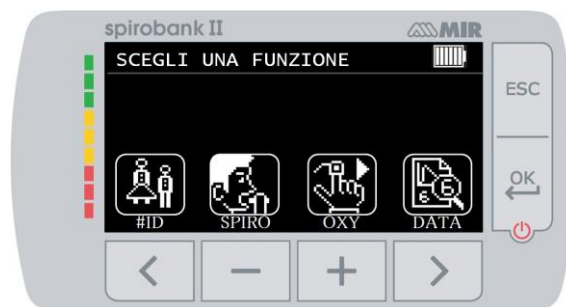 spirobank II
MIR
SCEGLI UNA FUNZIONE
ESC
OK
#ID
SPIRO
OXY
DATA